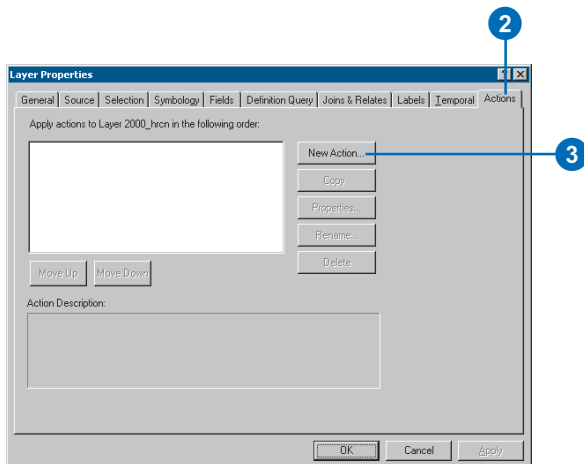 2
Layer Properties
General Source Selection Symbology Fields Definition Query Joins & Relates Labels Temporal Actions
Apply actions to Layer 2000_hrcn in the following order:
New Action...
3
Copy
Properties...
Rename...
Delete
Move Up Move Down
Action Description:
OK Cancel Apply